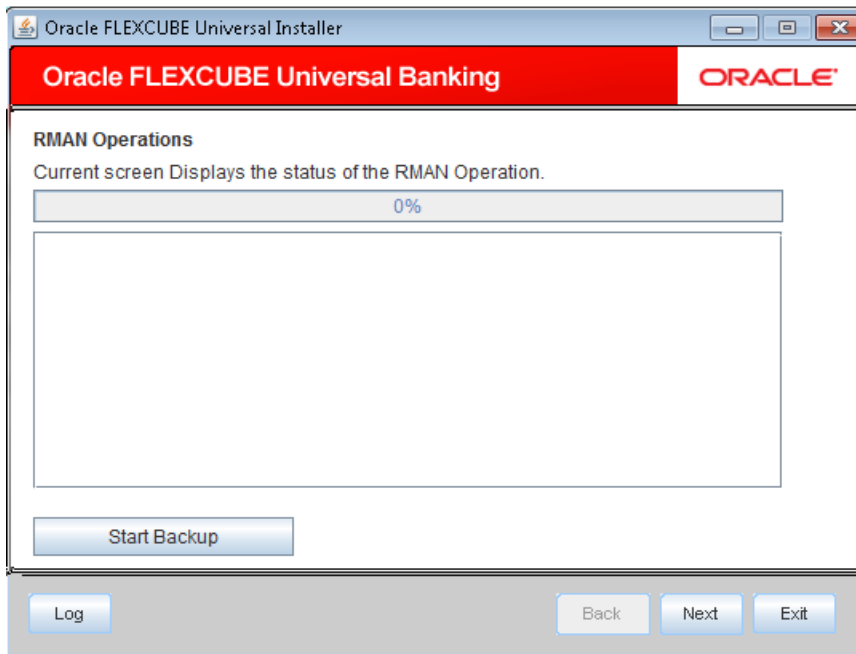 Oracle FLEXCUBE Universal Installer
Oracle FLEXCUBE Universal Banking
ORACLE
RMAN Operations
Current screen Displays the status of the RMAN Operation.
0%
Start Backup
Log
Back
Next
Exit